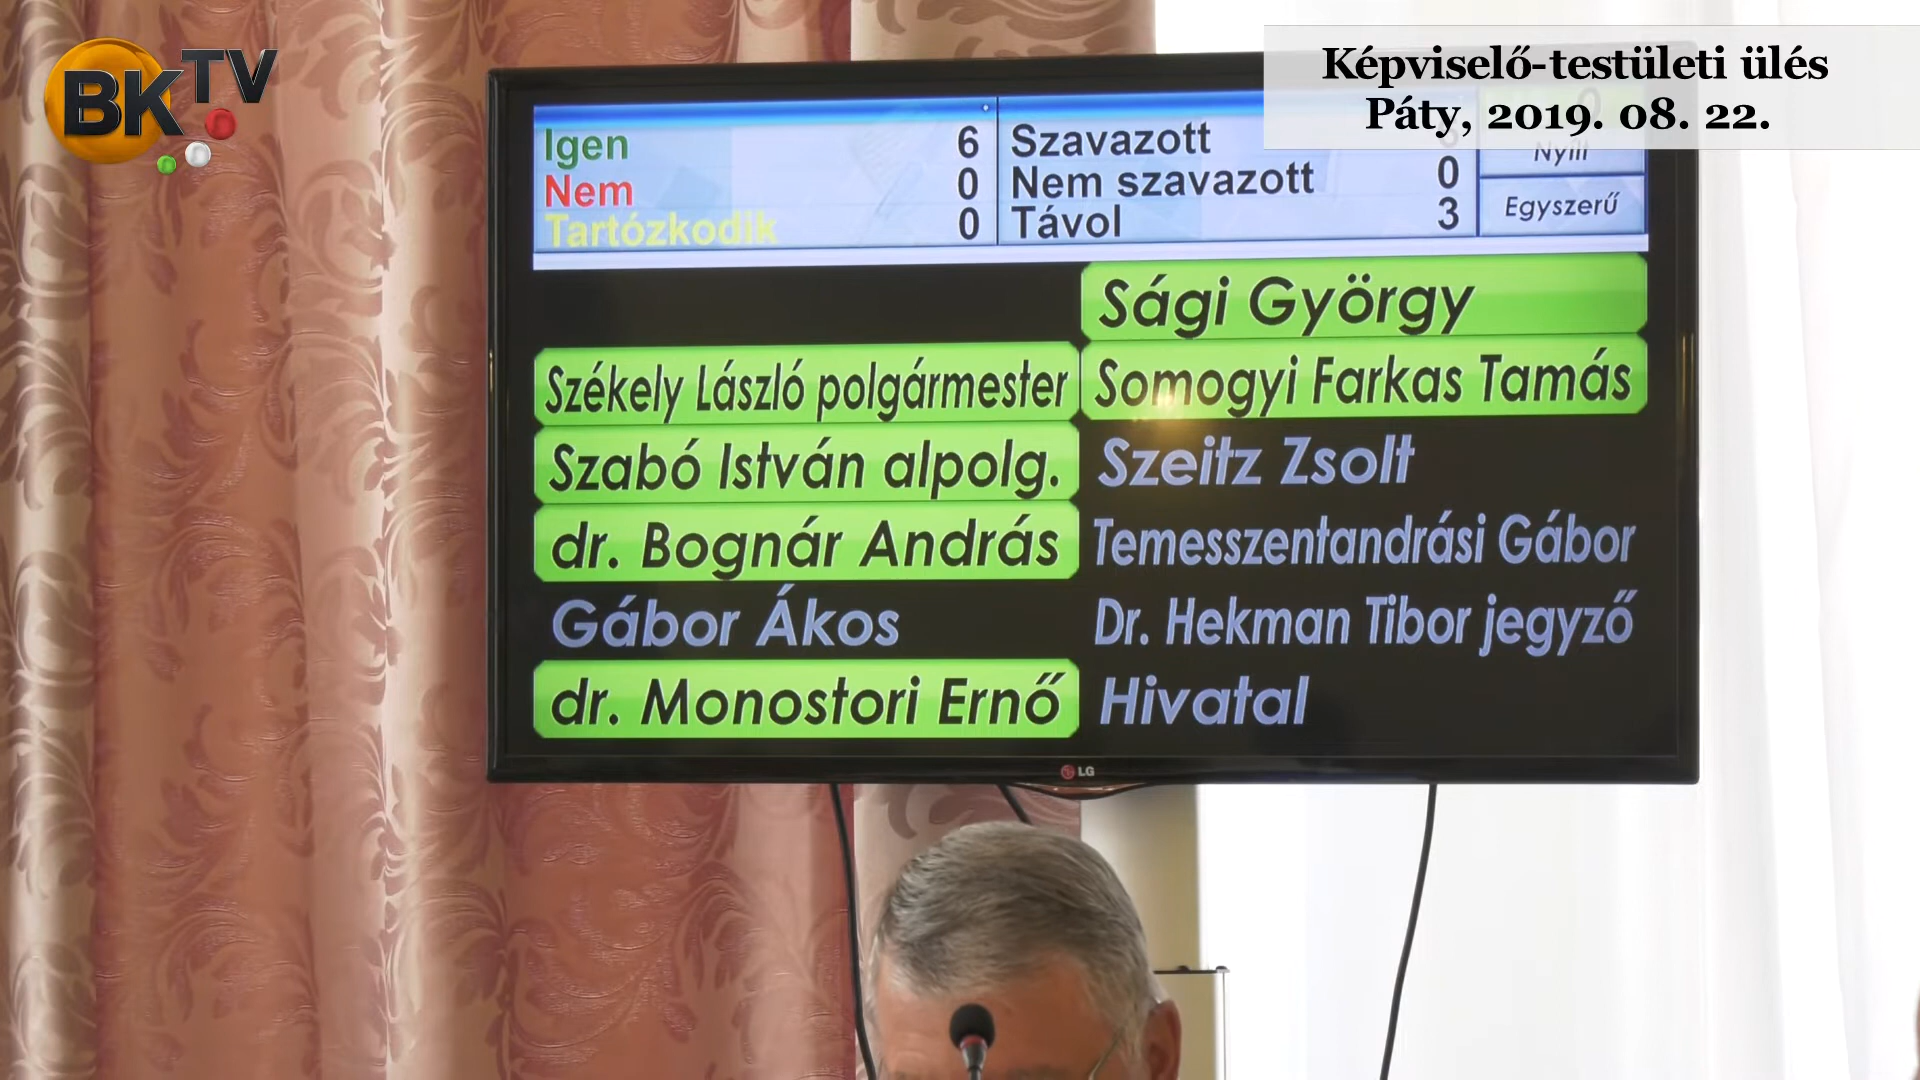 BKTV
Képviselő-testületi ülés
Páty, 2019. 08. 22.
Igen 6
Nem 0
Tartózkodik 0
Szavazott
Nem szavazott 0
Távol 3
Nyílt
Egyszerű
Székely László polgármester
Szabó István alpolg.
dr. Bognár András
Gábor Ákos
dr. Monostori Ernő
Sági György
Somogyi Farkas Tamás
Szeitz Zsolt
Temesszentandrási Gábor
Dr. Hekman Tibor jegyző
Hivatal
LG